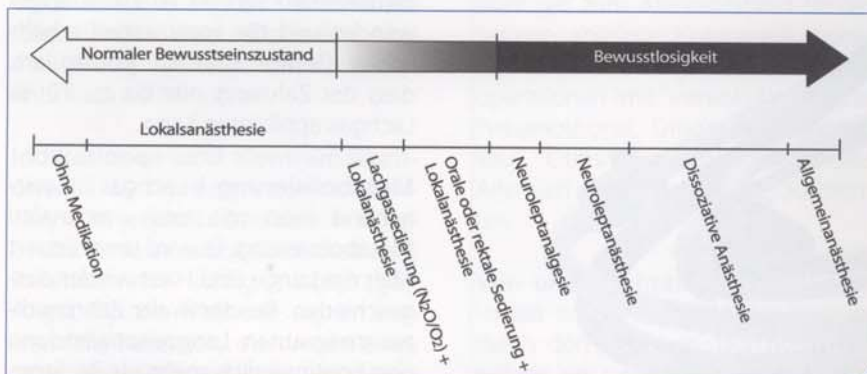 Normaler Bewusstseinszustand
Bewusstlosigkeit
Lokalsanästhesie
Ohne Medikation
Lachgassedierung (N2O/O2) +
Lokalanästhesie
Orale oder rektale Sedierung +
Lokalanästhesie
Neuroleptanalgesie
Neuroleptanästhesie
Dissoziative Anästhesie
Allgemeinanästhesie